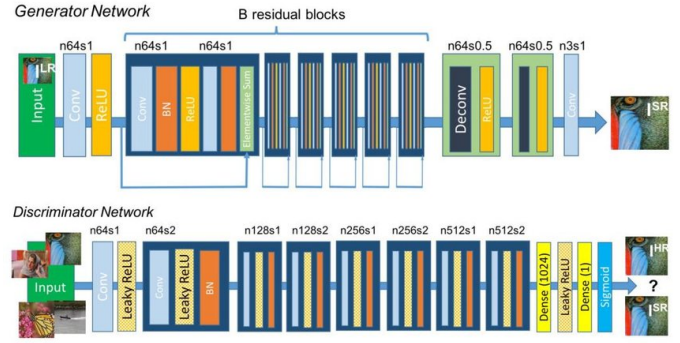 Generator Network
B residual blocks
n64s1
n64s1
n64s1
n64s0.5
n64s0.5
n3s1
I LR
Input
Conv
ReLU
Conv
BN
ReLU
Elementwise Sum
Deconv
ReLU
Conv
I SR
Discriminator Network
n64s1
n64s2
n128s1
n128s2
n256s1
n256s2
n512s1
n512s2
Input
Conv
Leaky ReLU
Conv
Leaky ReLU
BN
Dense (1024)
Leaky ReLU
Dense (1)
Sigmoid
I HR
?
I SR